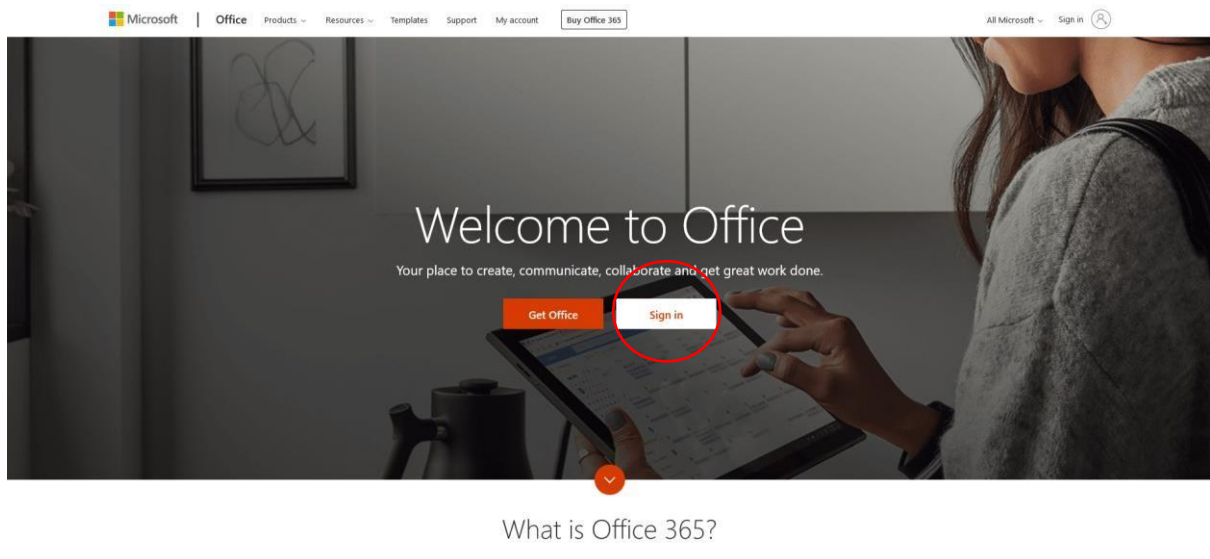 Microsoft | Office Products Resources Templates Support My account Buy Office 365 All Microsoft Sign in
Welcome to Office
Your place to create, communicate, collaborate and get great work done.
Get Office Sign in
What is Office 365?